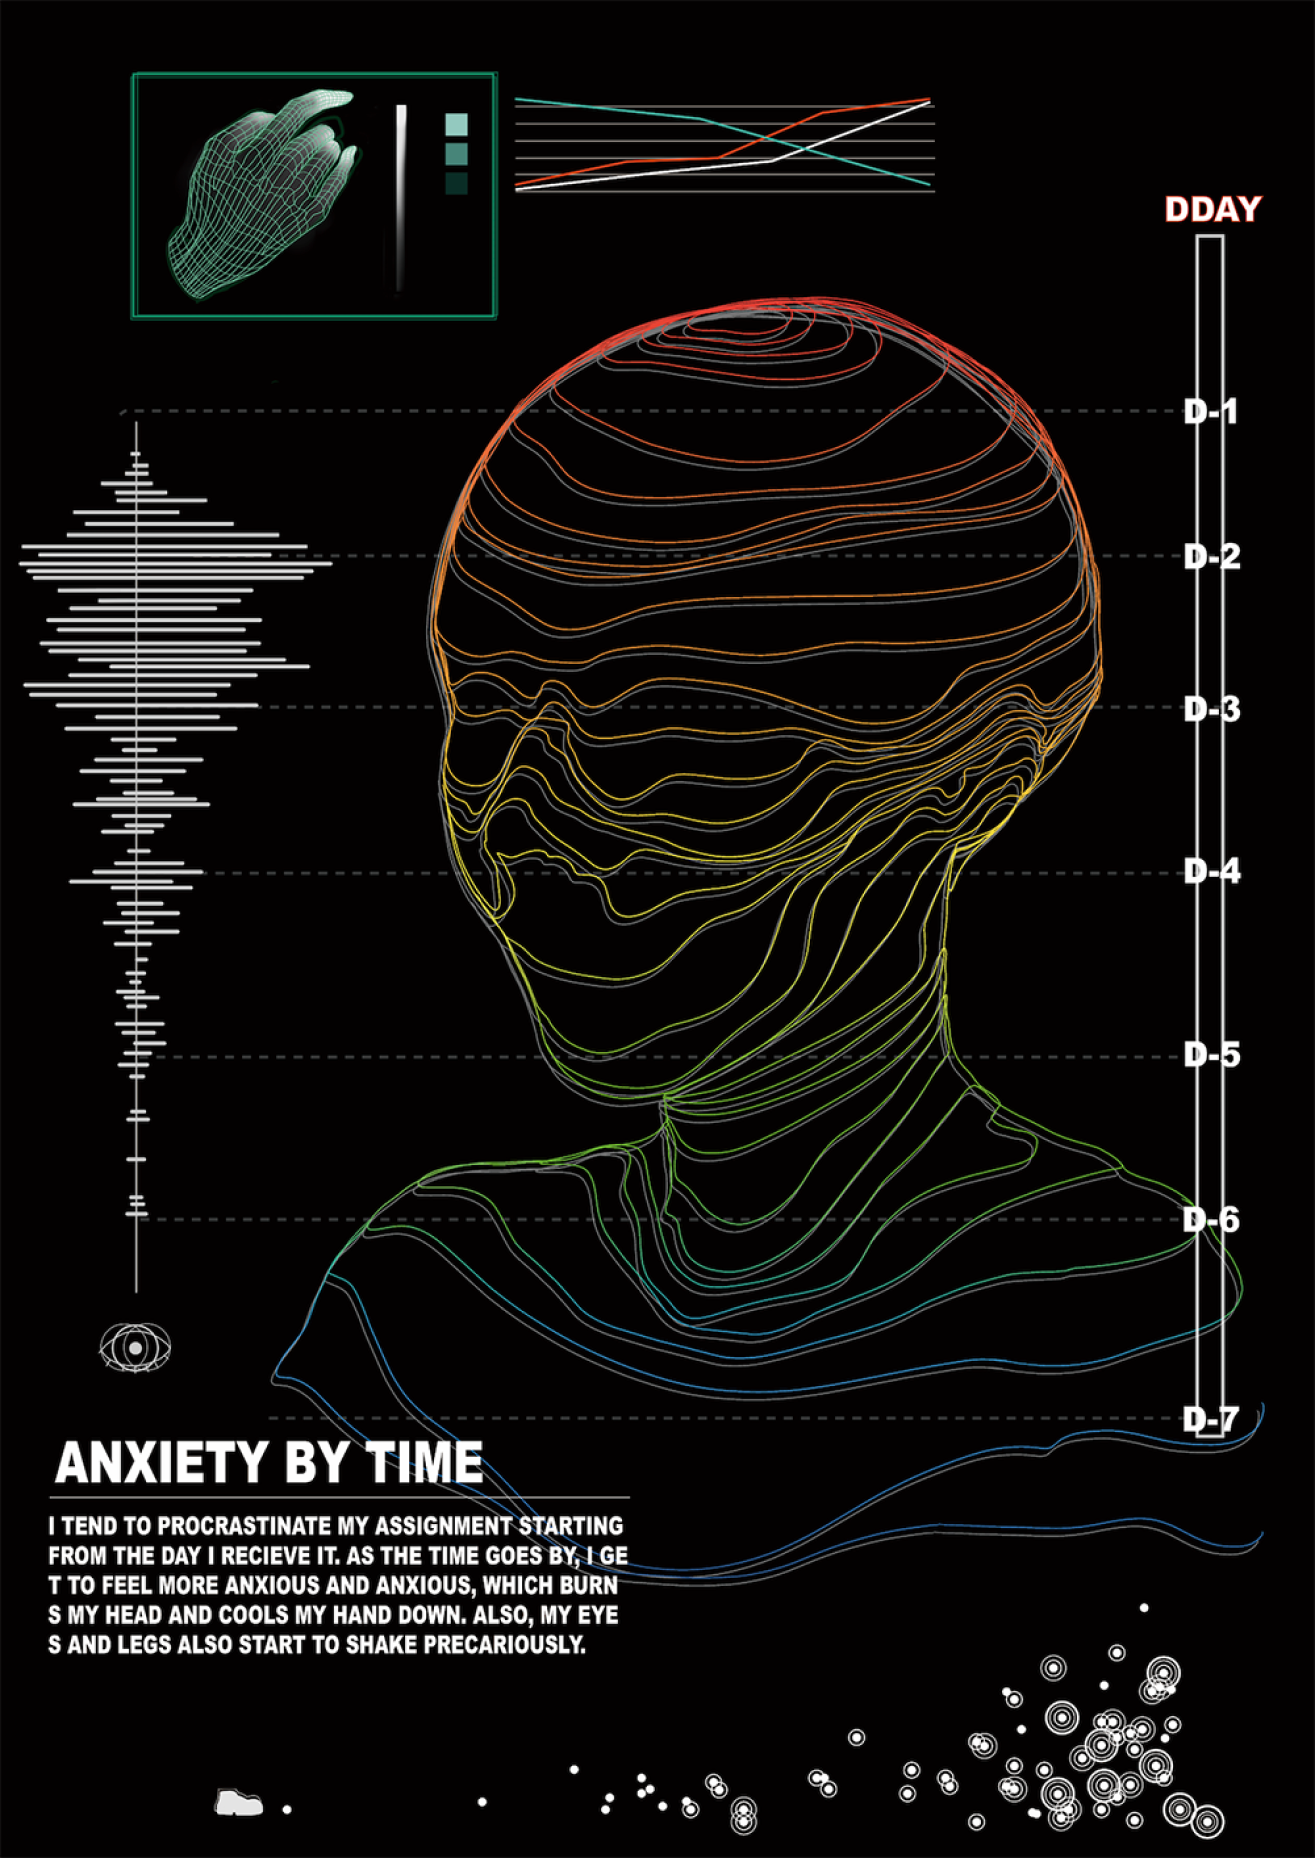 DDAY
D-1
D-2
D-3
D-4
D-5
D-6
D-7
ANXIETY BY TIME
I TEND TO PROCRASTINATE MY ASSIGNMENT STARTING
FROM THE DAY I RECIEVE IT. AS THE TIME GOES BY, I GE
T TO FEEL MORE ANXIOUS AND ANXIOUS, WHICH BURN
S MY HEAD AND COOLS MY HAND DOWN. ALSO, MY EYE
S AND LEGS ALSO START TO SHAKE PRECARIOUSLY.